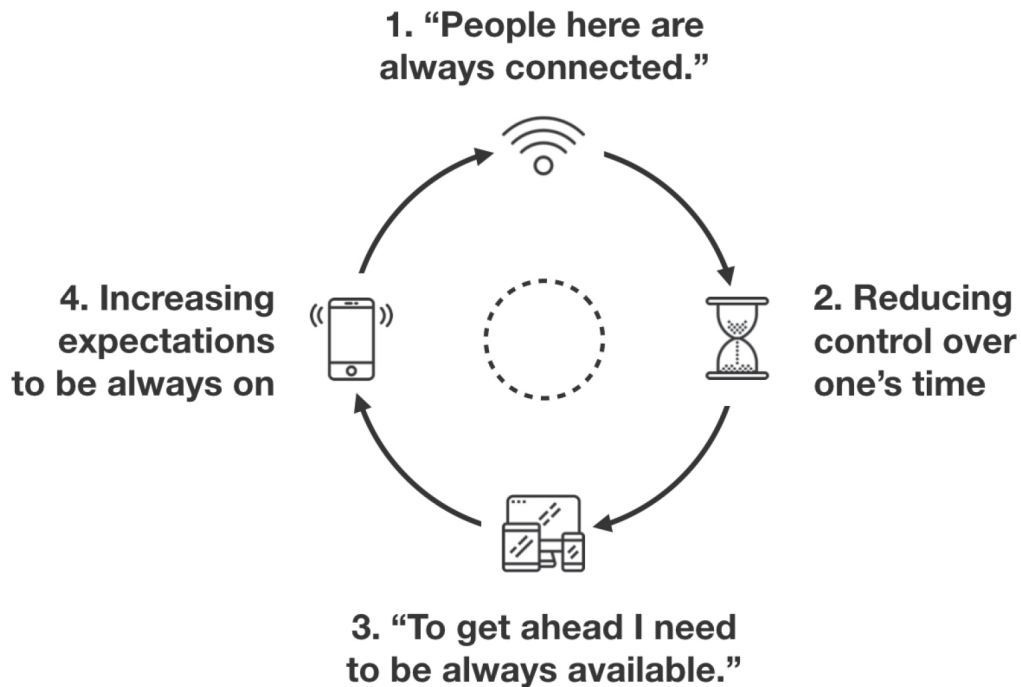 1. “People here are
always connected.”
2. Reducing
control over
one’s time
3. “To get ahead I need
to be always available.”
4. Increasing
expectations
to be always on